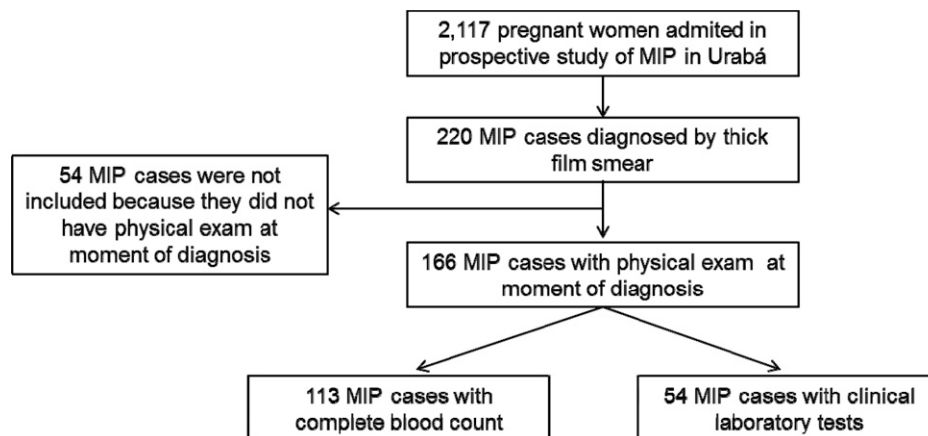 2,117 pregnant women admited in
prospective study of MIP in Urabá
220 MIP cases diagnosed by thick
film smear
54 MIP cases were not
included because they did not
have physical exam at
moment of diagnosis
166 MIP cases with physical exam at
moment of diagnosis
113 MIP cases with
complete blood count
54 MIP cases with clinical
laboratory tests